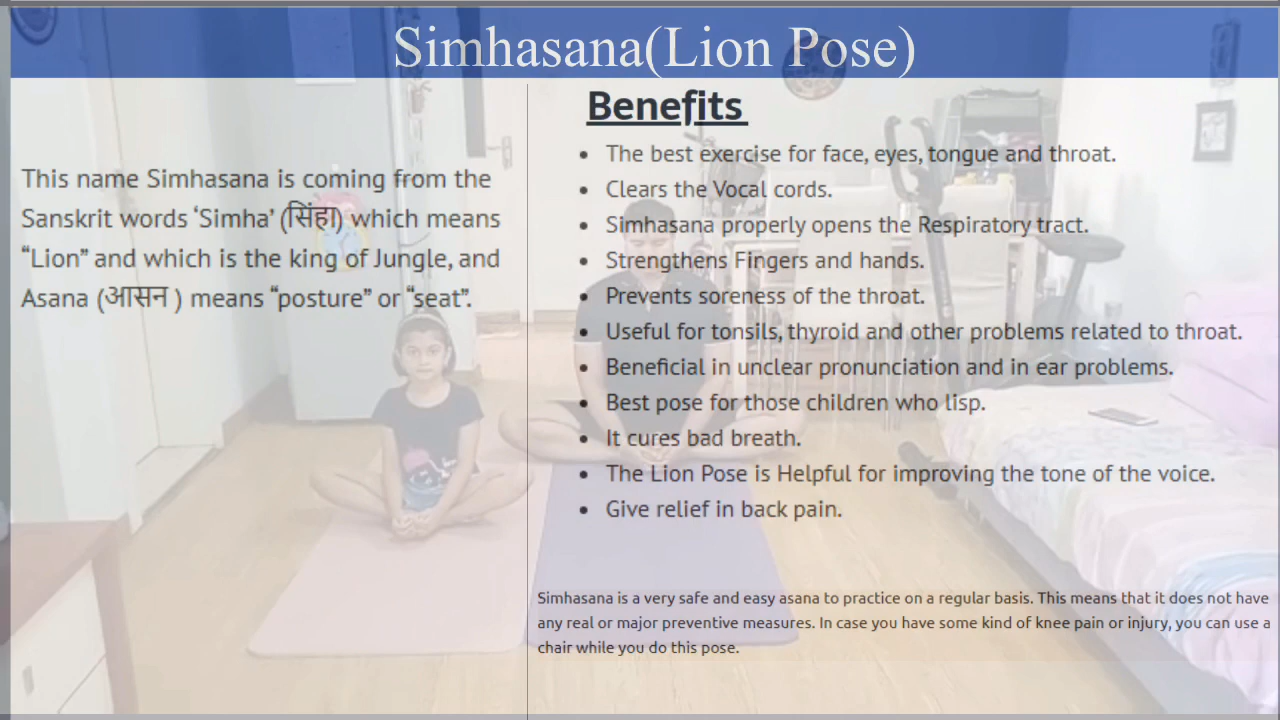 Simhasana(Lion Pose)
This name Simhasana is coming from the
Sanskrit words ‘Simha’ (सिंहा) which means
“Lion” and which is the king of Jungle, and
Asana (आसन ) means “posture” or “seat”.
Benefits
• The best exercise for face, eyes, tongue and throat.
• Clears the Vocal cords.
• Simhasana properly opens the Respiratory tract.
• Strengthens Fingers and hands.
• Prevents soreness of the throat.
• Useful for tonsils, thyroid and other problems related to throat.
• Beneficial in unclear pronunciation and in ear problems.
• Best pose for those children who lisp.
• It cures bad breath.
• The Lion Pose is Helpful for improving the tone of the voice.
• Give relief in back pain.
Simhasana is a very safe and easy asana to practice on a regular basis. This means that it does not have
any real or major preventive measures. In case you have some kind of knee pain or injury, you can use a
chair while you do this pose.